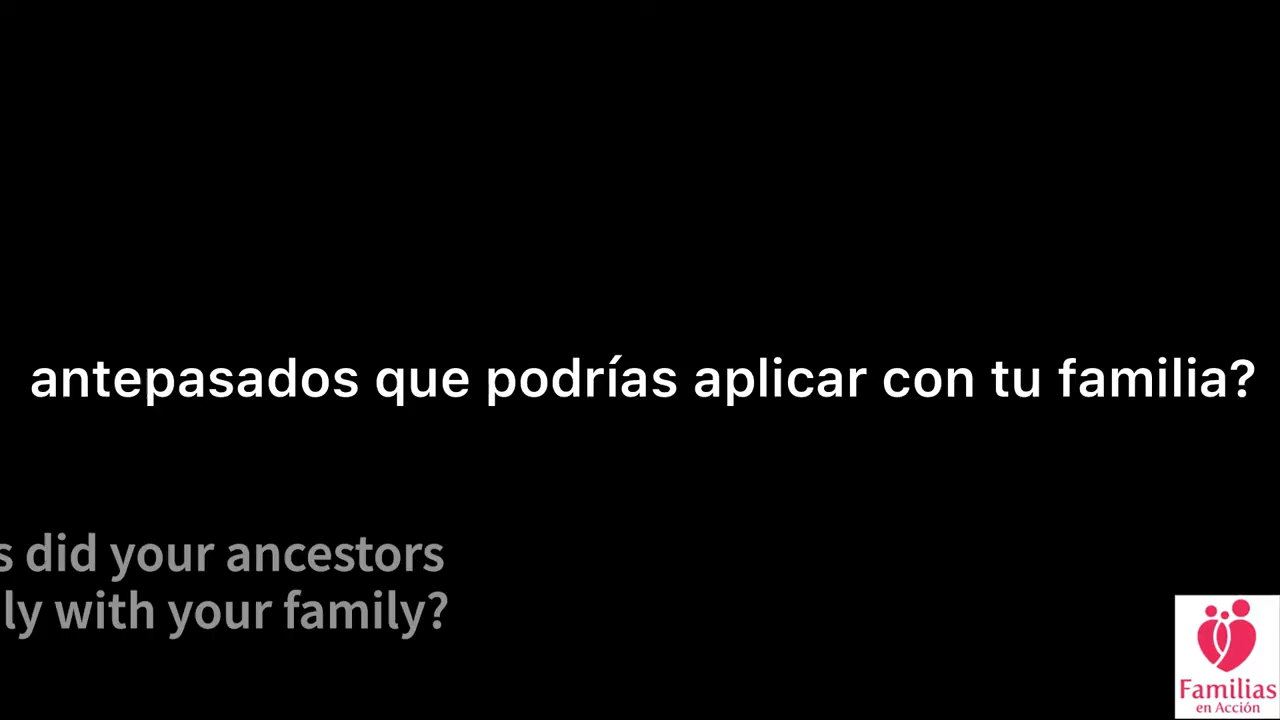 antepasados que podrías aplicar con tu familia?
s did your ancestors
ly with your family?
Familias
en Acción